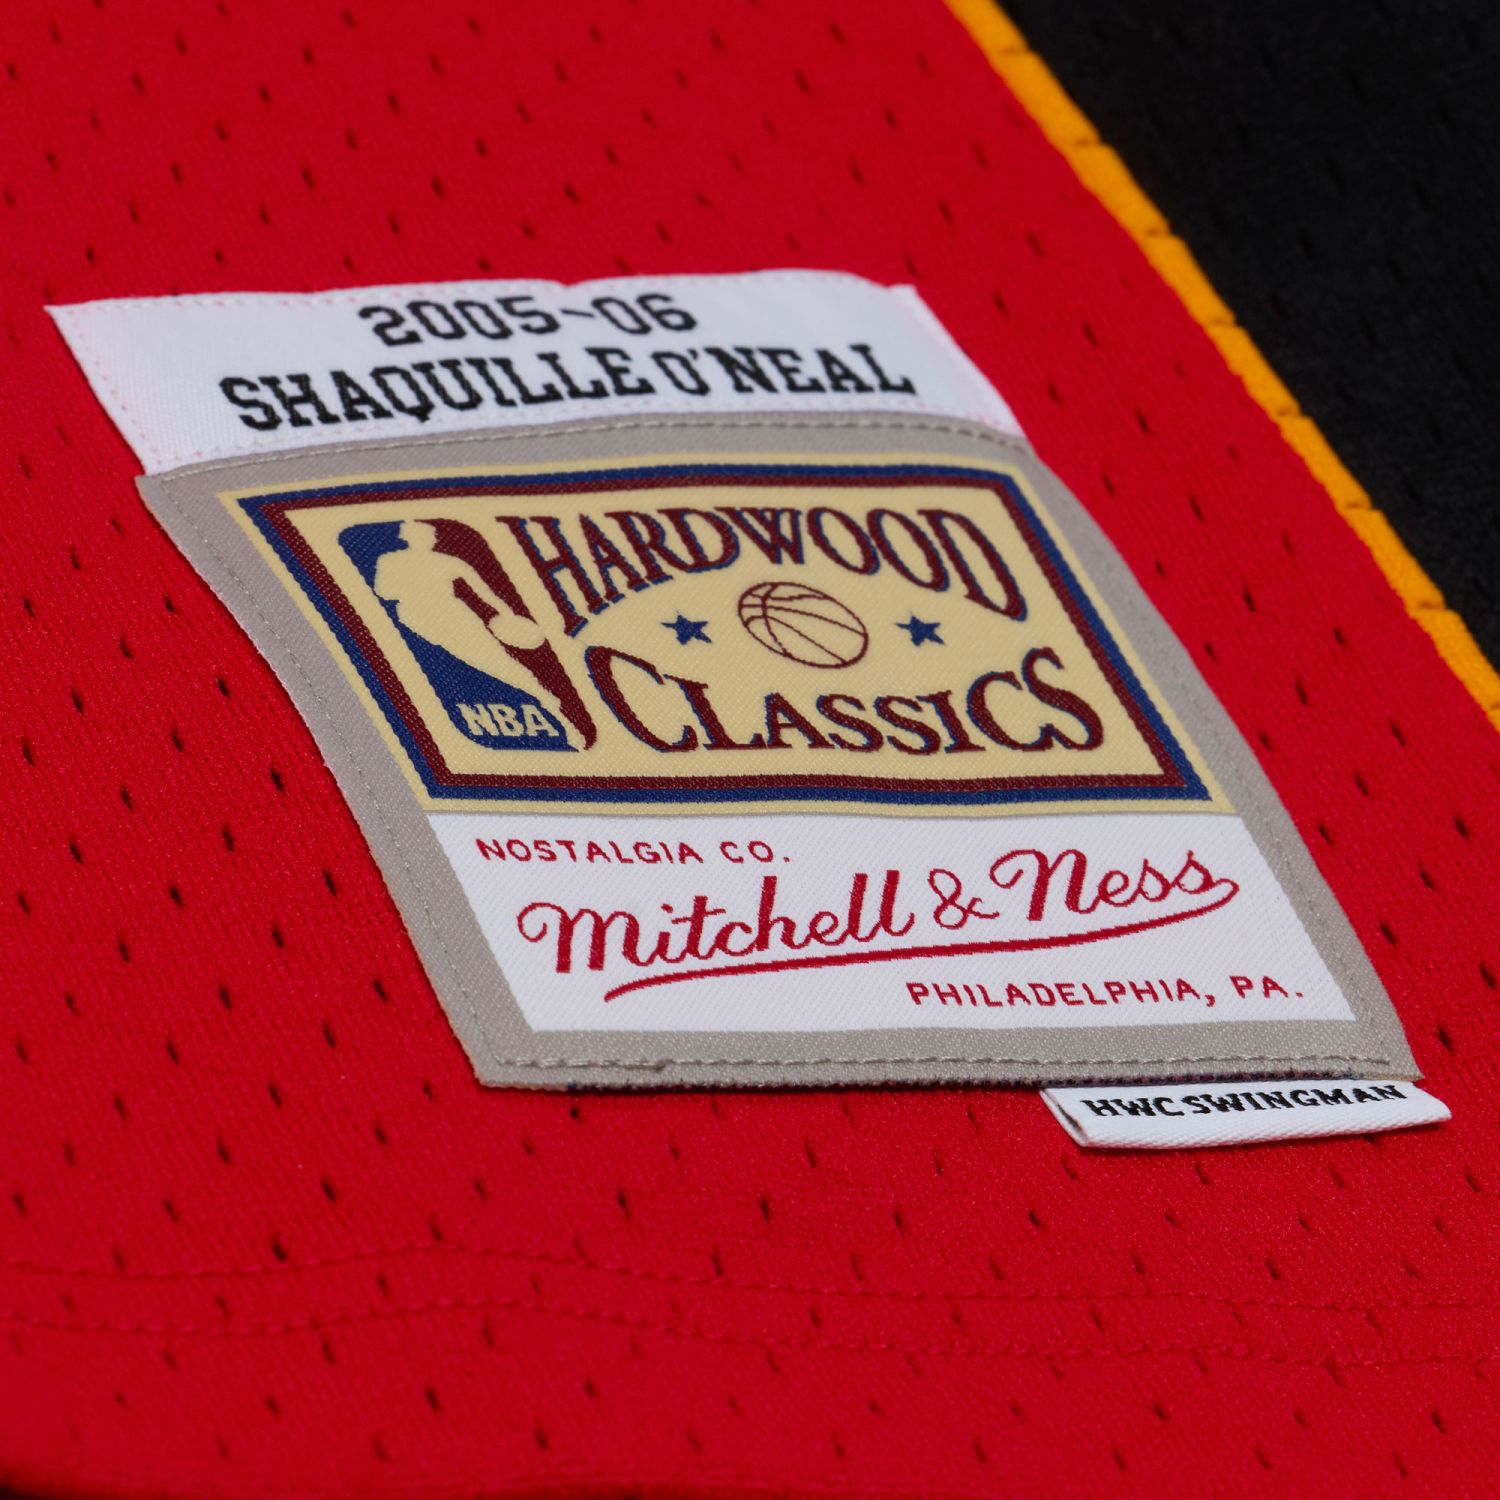 2005-06
SHAQUILLE O'NEAL
HARDWOOD
CLASSICS
NBA
NOSTALGIA CO.
Mitchell & Ness
PHILADELPHIA, PA.
HWC SWINGMAN